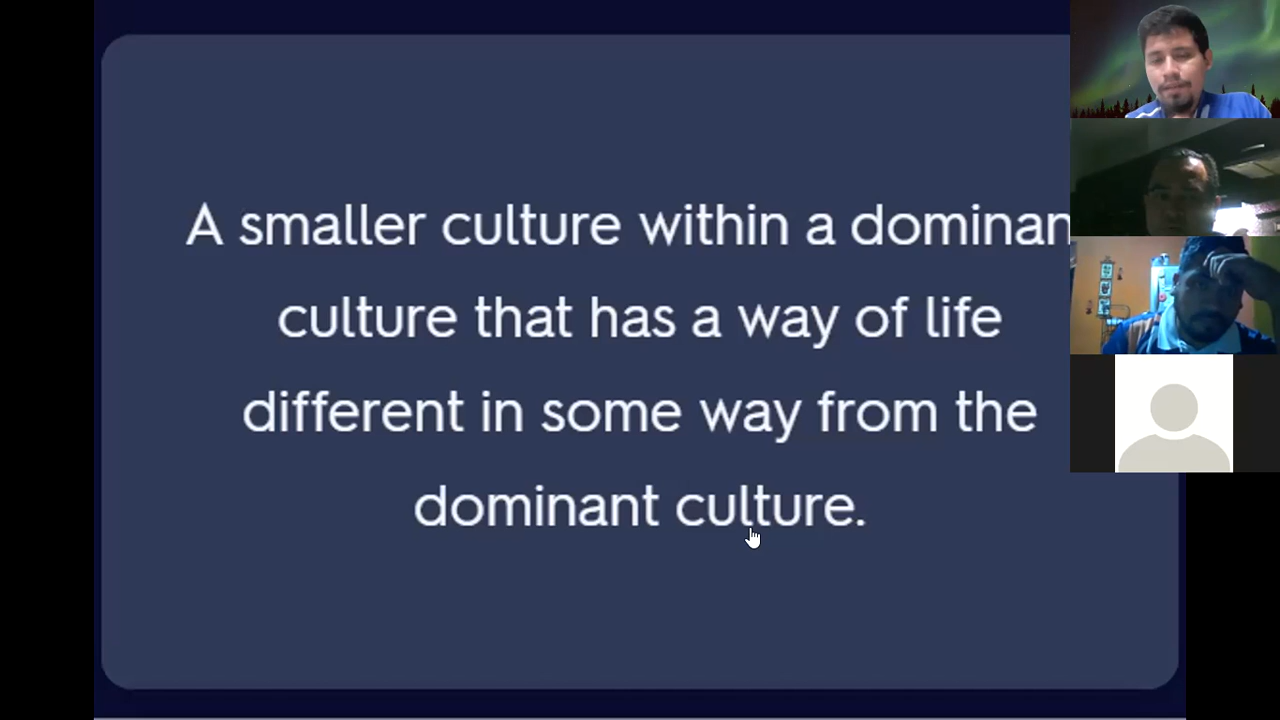 A smaller culture within a dominan
culture that has a way of life
different in some way from the
dominant culture.